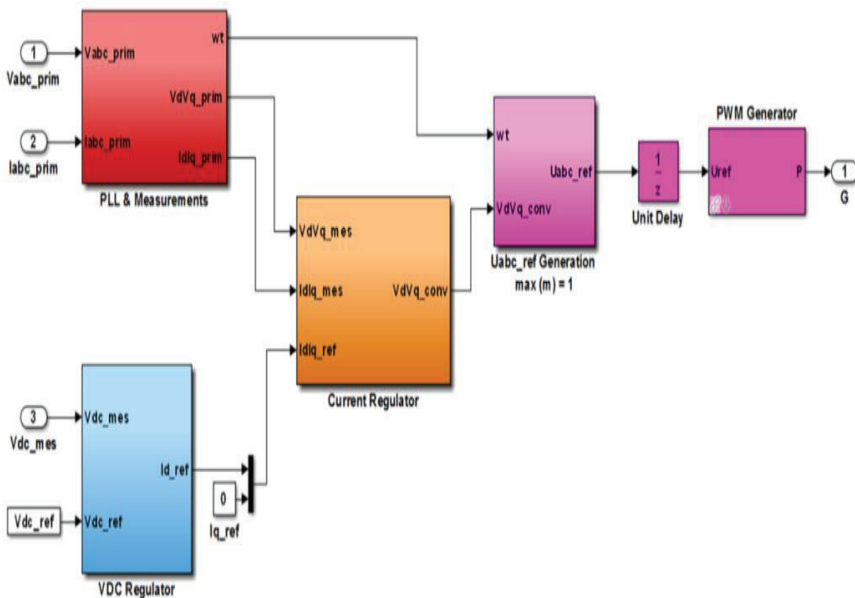 1
Vabc_prim
2
Iabc_prim
Vabc_prim
Iabc_prim
wt
VdVq_prim
IdIq_prim
PLL & Measurements
VdVq_mes
IdIq_mes
IdIq_ref
VdVq_conv
Current Regulator
wt
VdVq_conv
Uabc_ref
Uabc_ref Generation
max (m) = 1
1
z
Unit Delay
PWM Generator
Uref
P
1
G
3
Vdc_mes
Vdc_ref
Vdc_mes
Vdc_ref
Id_ref
VDC Regulator
0
Iq_ref